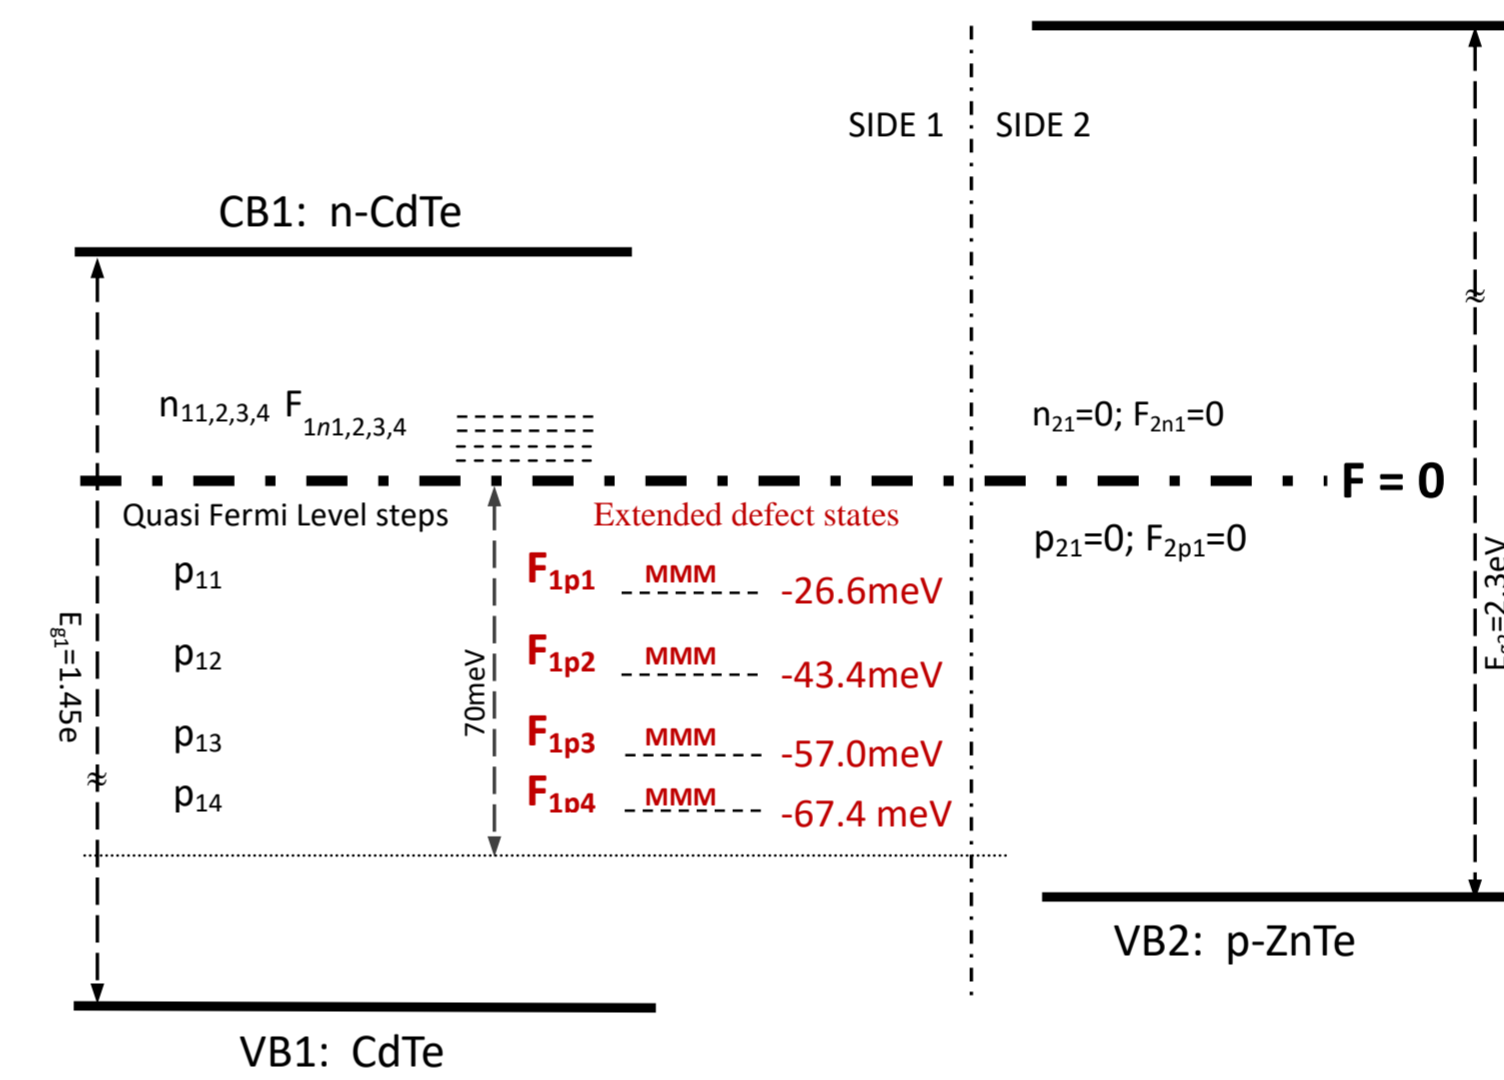 SIDE 1
SIDE 2
CB1: n-CdTe
n11,2,3,4 F1n1,2,3,4
n21=0; F2n1=0
F = 0
Quasi Fermi Level steps
Extended defect states
p21=0; F2p1=0
p11
F1p1
MMM
-26.6meV
p12
F1p2
MMM
-43.4meV
p13
F1p3
MMM
-57.0meV
p14
F1p4
MMM
-67.4 meV
Eg1=1.45e
70meV
=2.3eV
VB2: p-ZnTe
VB1: CdTe